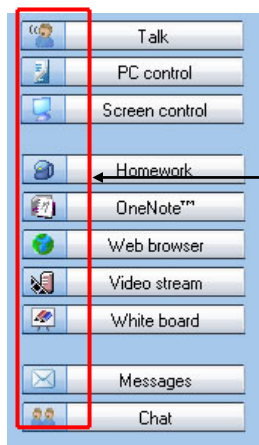 Talk
PC control
Screen control
Homework
OneNote™
Web browser
Video stream
White board
Messages
Chat